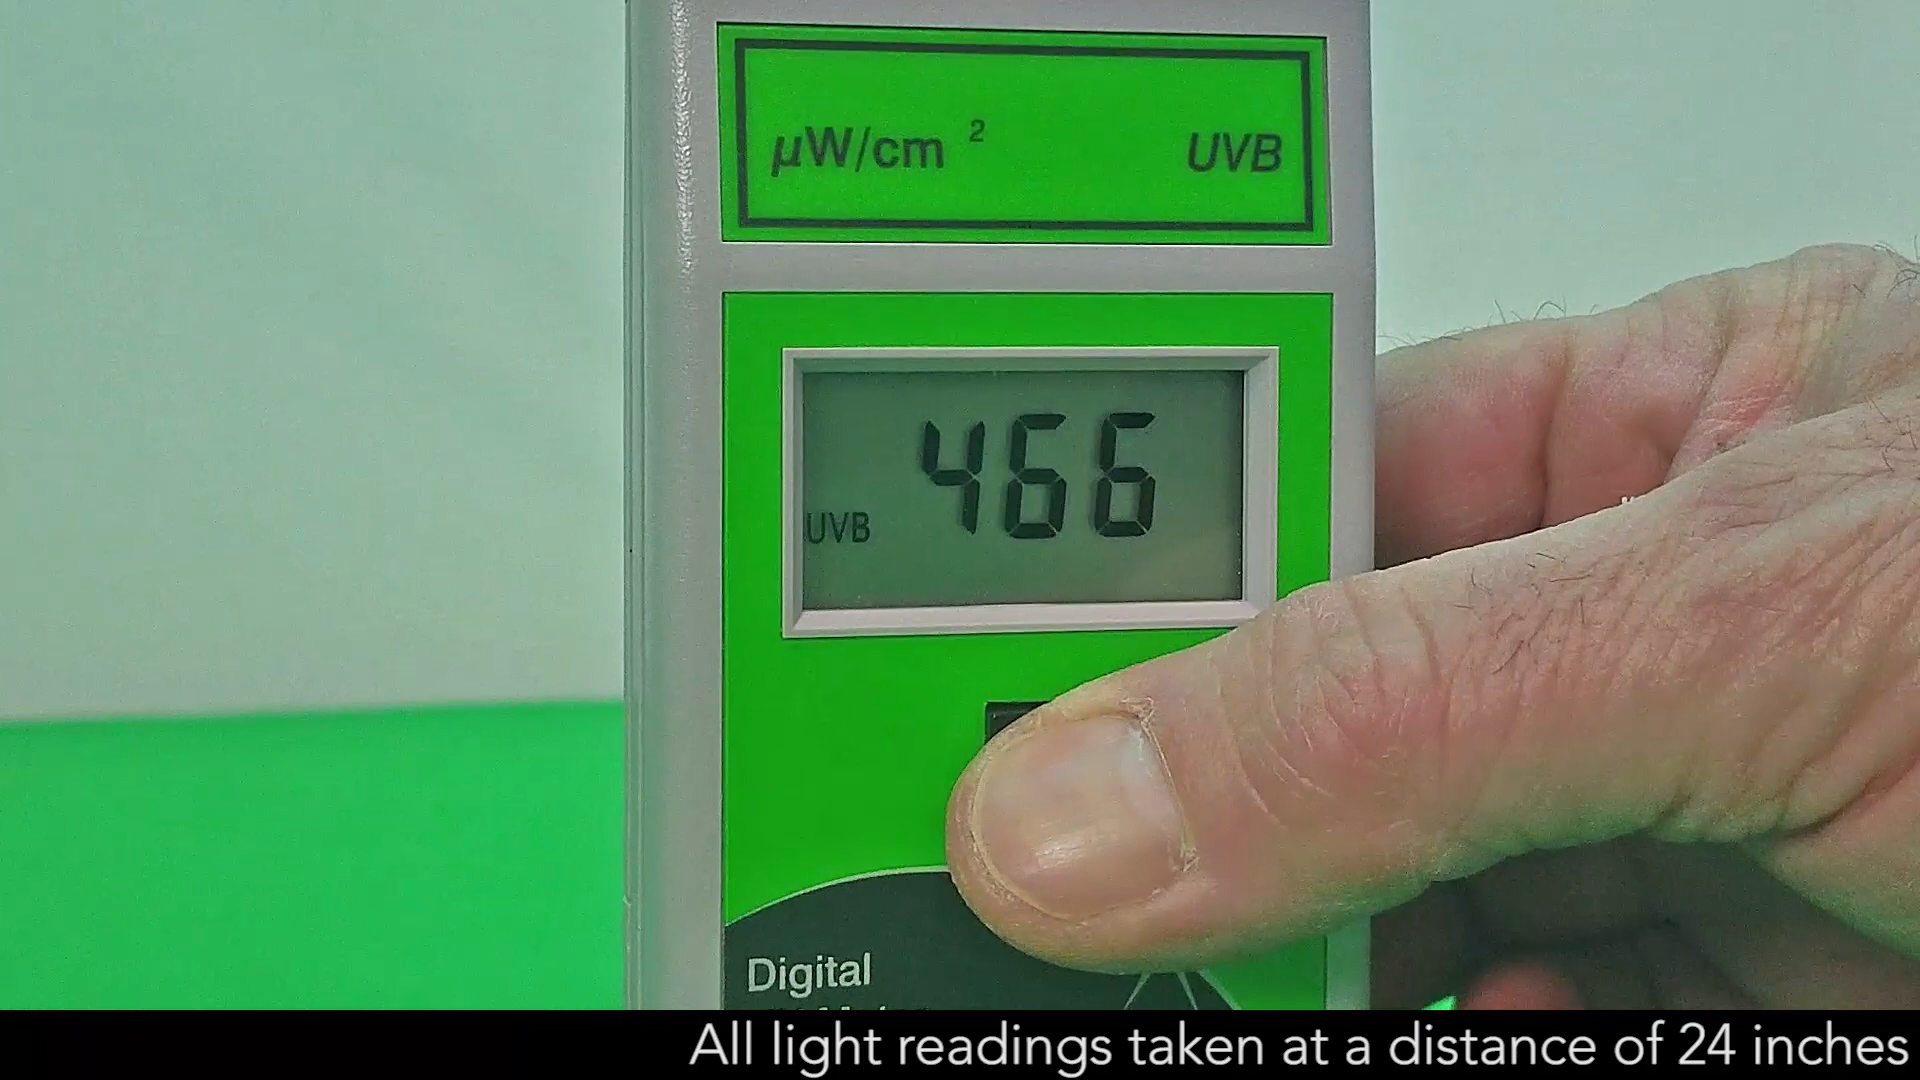 µW/cm ² UVB
466
UVB
Digital
All light readings taken at a distance of 24 inches